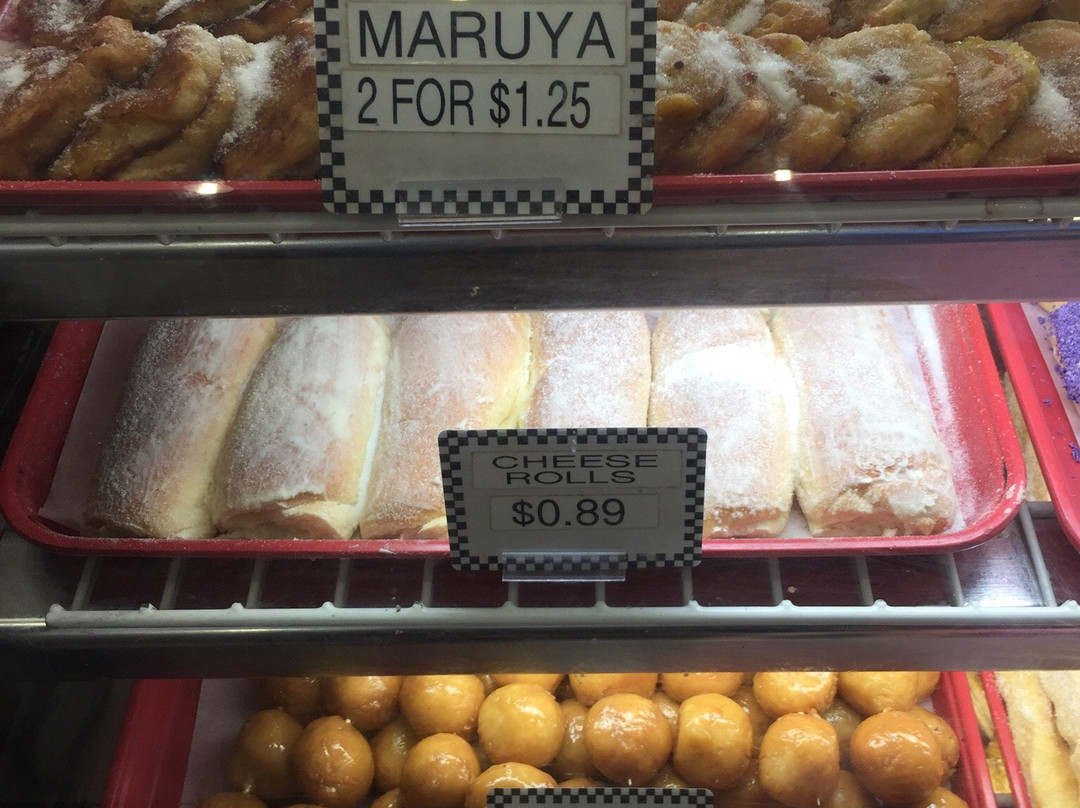 MARUYA
2 FOR $1.25
CHEESE
ROLLS
$0.89